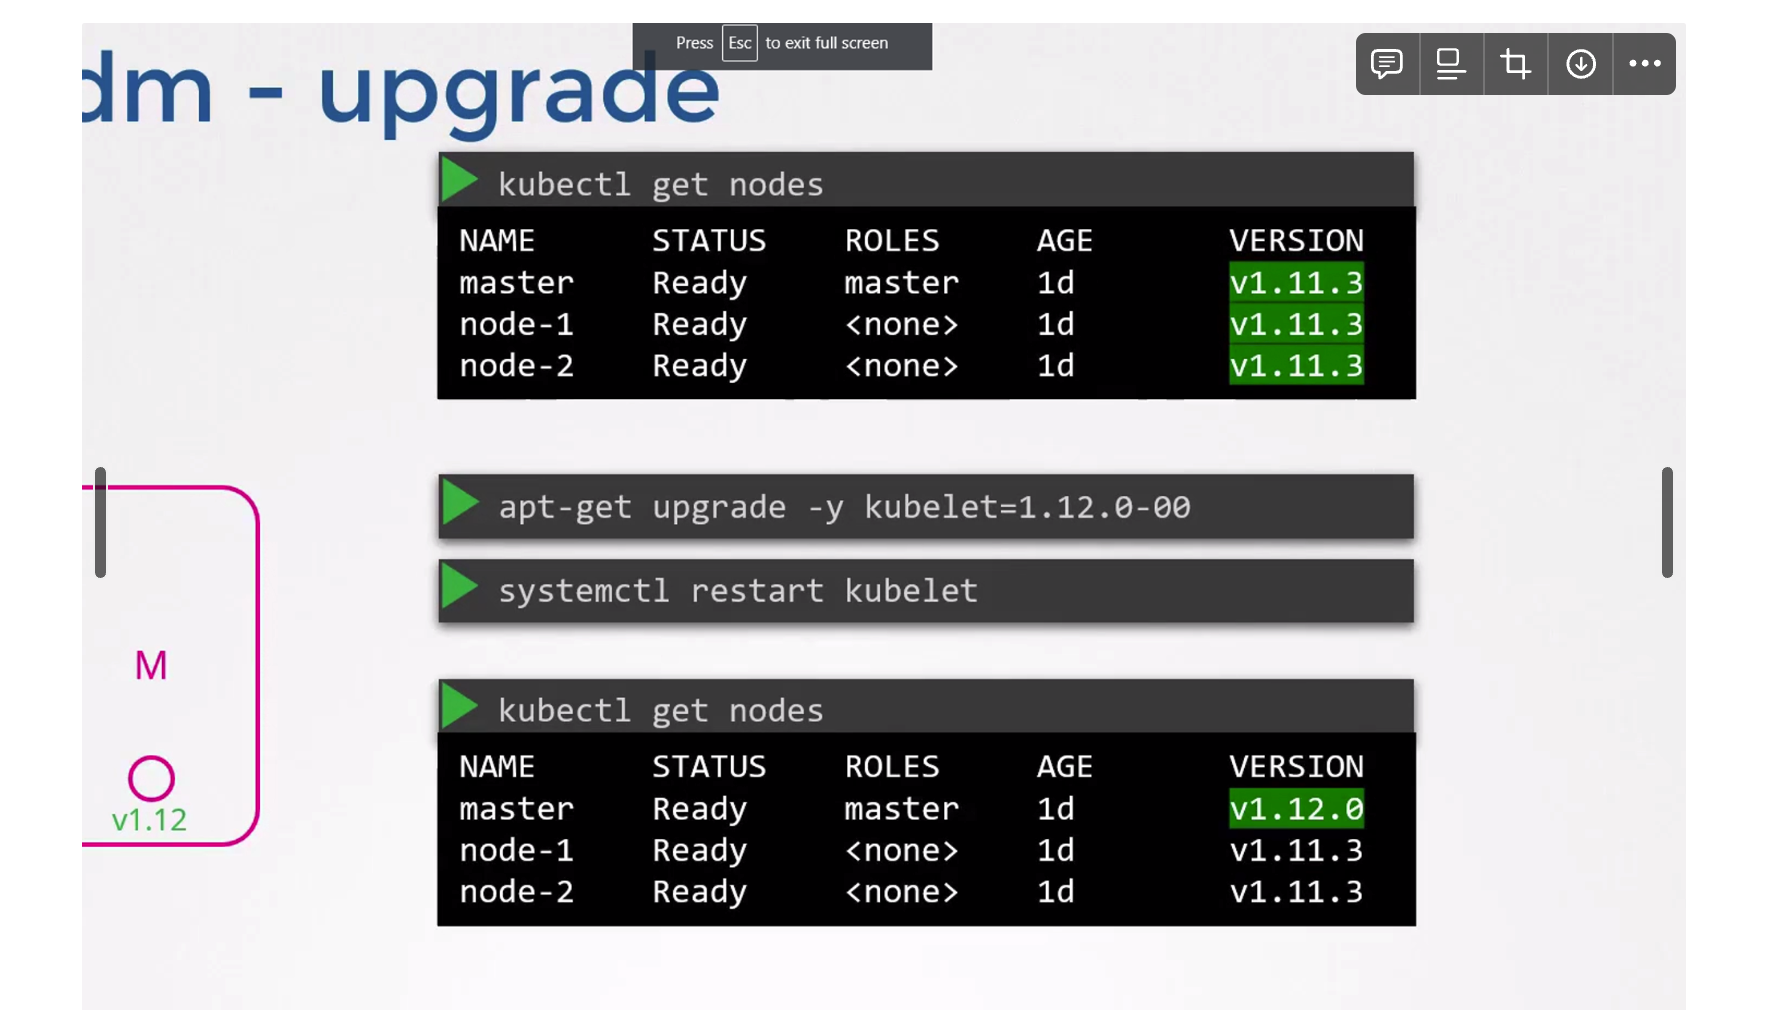 Press Esc to exit full screen
dm - upgrade
kubectl get nodes
NAME STATUS ROLES AGE VERSION
master Ready master 1d v1.11.3
node-1 Ready <none> 1d v1.11.3
node-2 Ready <none> 1d v1.11.3
apt-get upgrade -y kubelet=1.12.0-00
systemctl restart kubelet
M
v1.12
kubectl get nodes
NAME STATUS ROLES AGE VERSION
master Ready master 1d v1.12.0
node-1 Ready <none> 1d v1.11.3
node-2 Ready <none> 1d v1.11.3